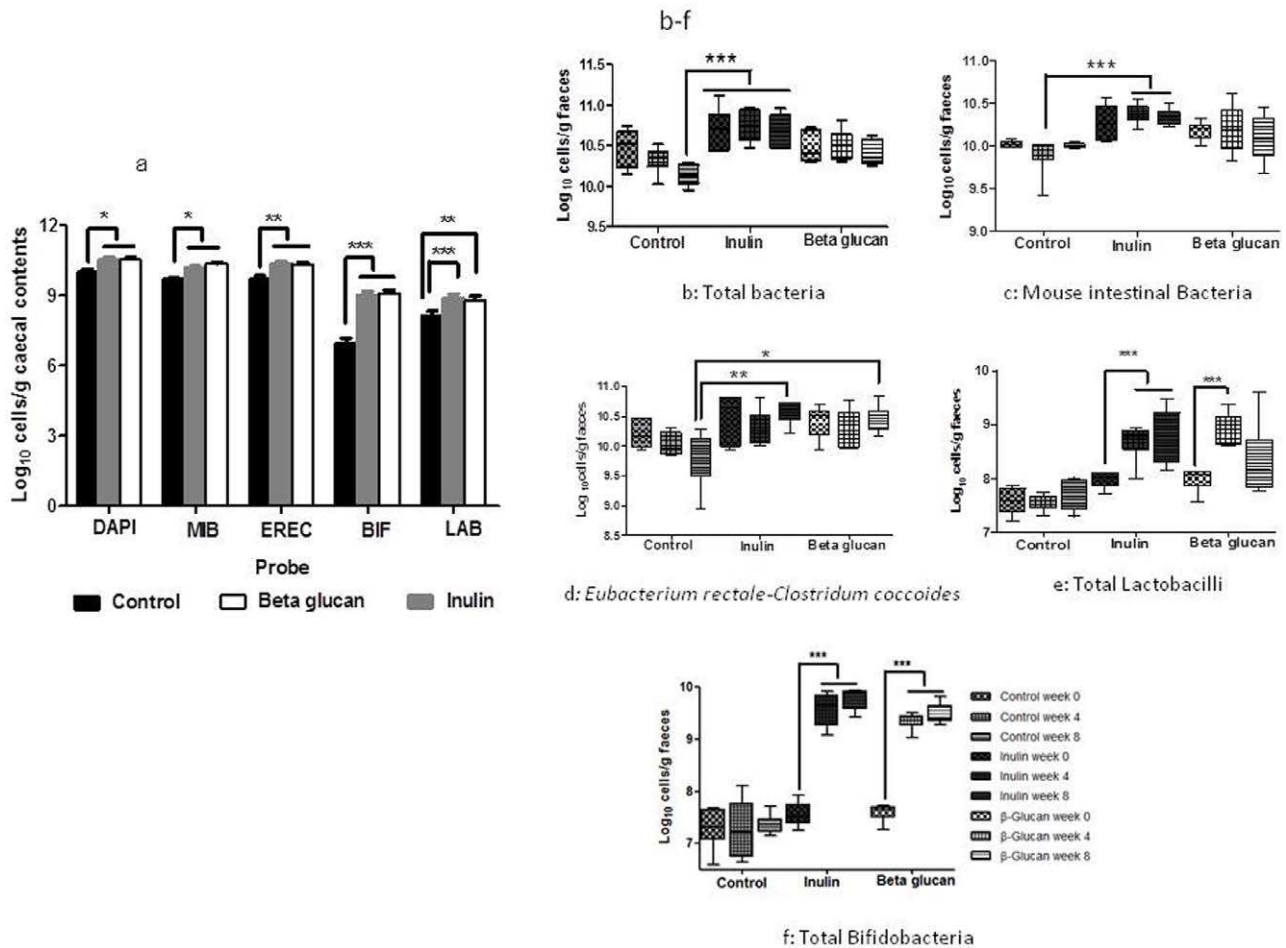 b-f
a
Log10 cells/g caecal contents
12
9
6
3
0
* * ** *** *** **
DAPI MIB EREC BIF LAB
Probe
Control Beta glucan Inulin
Log10 cells/g faeces
11.5
11.0
10.5
10.0
9.5
***
Control Inulin Beta glucan
b: Total bacteria
Log10 cells/g faeces
11.0
10.5
10.0
9.5
9.0
***
Control Inulin Beta glucan
c: Mouse intestinal Bacteria
Log 10cells/g faeces
11.0
10.5
10.0
9.5
9.0
8.5
*
**
Control Inulin Beta glucan
d: Eubacterium rectale-Clostridum coccoides
Log10 cells/g faeces
10
9
8
7
***
***
Control Inulin Beta glucan
e: Total Lactobacilli
Log10 cells/g faeces
10
9
8
7
*** ***
Control Inulin Beta glucan
Control week 0
Control week 4
Control week 8
Inulin week 0
Inulin week 4
Inulin week 8
β-Glucan week 0
β-Glucan week 4
β-Glucan week 8
f: Total Bifidobacteria